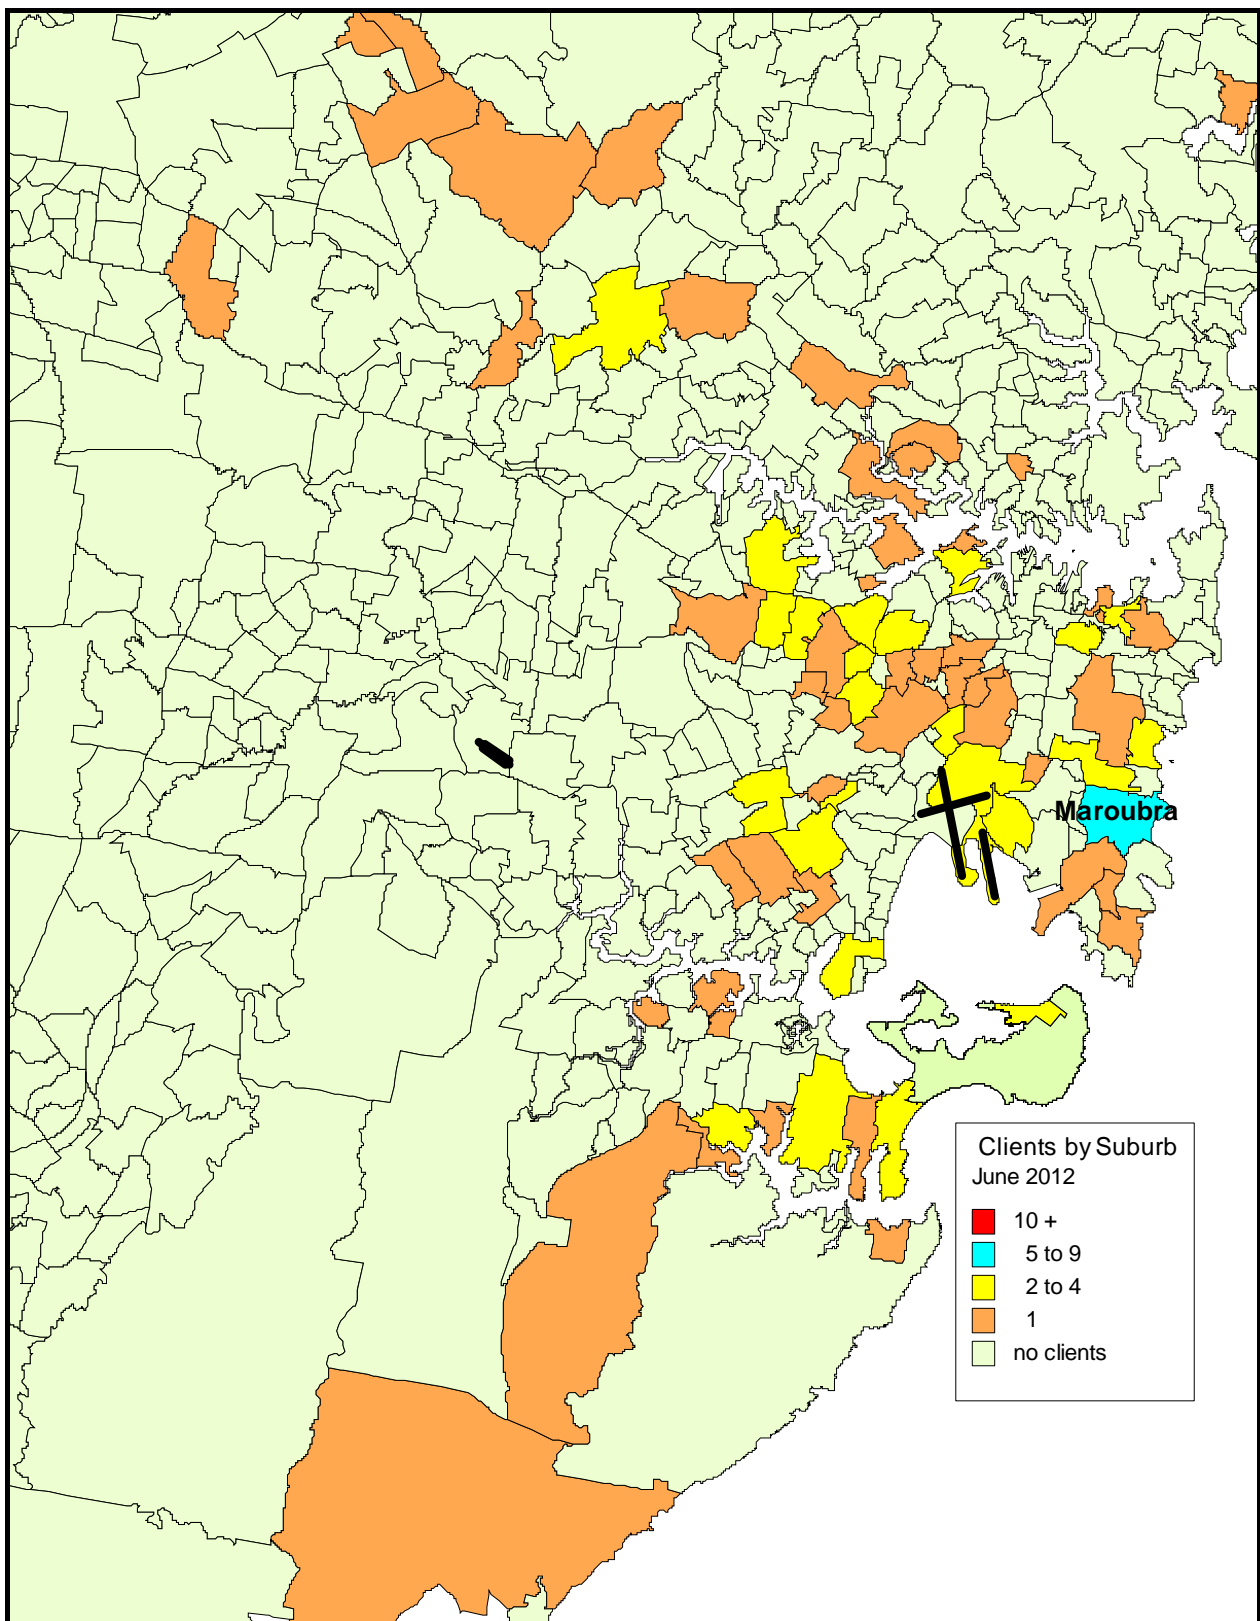 Maroubra
Clients by Suburb
June 2012
10 +
5 to 9
2 to 4
1
no clients